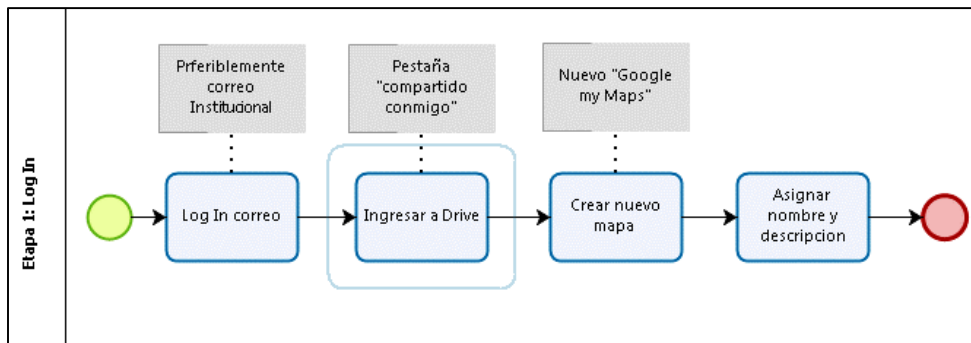 Etapa 1: Log In
Prferiblemente
correo
Institucional
Pestaña
"compartido
conmigo"
Nuevo "Google
my Maps"
Log In correo
Ingresar a Drive
Crear nuevo
mapa
Asignar
nombre y
descripcion